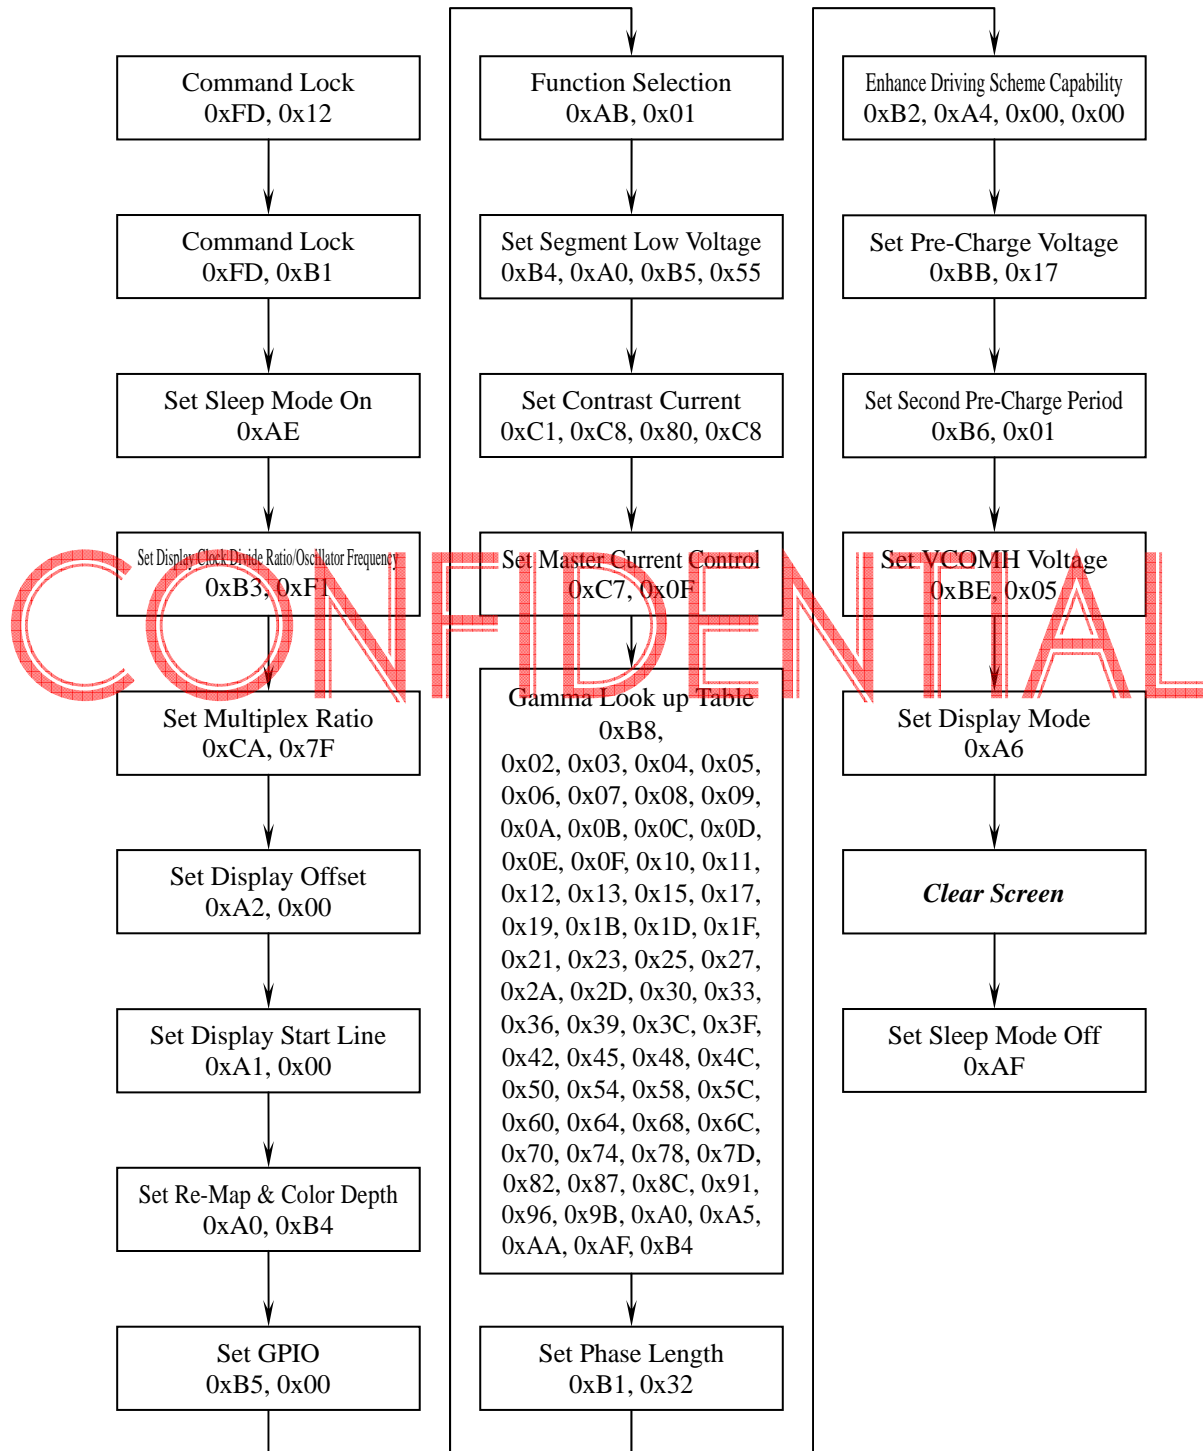 Command Lock
0xFD, 0x12
Command Lock
0xFD, 0xB1
Set Sleep Mode On
0xAE
Set Display Clock Divide Ratio/Oscillator Frequency
0xB3, 0xF1
Set Multiplex Ratio
0xCA, 0x7F
Set Display Offset
0xA2, 0x00
Set Display Start Line
0xA1, 0x00
Set Re-Map & Color Depth
0xA0, 0xB4
Set GPIO
0xB5, 0x00
Function Selection
0xAB, 0x01
Set Segment Low Voltage
0xB4, 0xA0, 0xB5, 0x55
Set Contrast Current
0xC1, 0xC8, 0x80, 0xC8
Set Master Current Control
0xC7, 0x0F
Gamma Look up Table
0xB8,
0x02, 0x03, 0x04, 0x05,
0x06, 0x07, 0x08, 0x09,
0x0A, 0x0B, 0x0C, 0x0D,
0x0E, 0x0F, 0x10, 0x11,
0x12, 0x13, 0x15, 0x17,
0x19, 0x1B, 0x1D, 0x1F,
0x21, 0x23, 0x25, 0x27,
0x2A, 0x2D, 0x30, 0x33,
0x36, 0x39, 0x3C, 0x3F,
0x42, 0x45, 0x48, 0x4C,
0x50, 0x54, 0x58, 0x5C,
0x60, 0x64, 0x68, 0x6C,
0x70, 0x74, 0x78, 0x7D,
0x82, 0x87, 0x8C, 0x91,
0x96, 0x9B, 0xA0, 0xA5,
0xAA, 0xAF, 0xB4
Set Phase Length
0xB1, 0x32
Enhance Driving Scheme Capability
0xB2, 0xA4, 0x00, 0x00
Set Pre-Charge Voltage
0xBB, 0x17
Set Second Pre-Charge Period
0xB6, 0x01
Set VCOMH Voltage
0xBE, 0x05
Set Display Mode
0xA6
Clear Screen
Set Sleep Mode Off
0xAF
CONFIDENTIAL